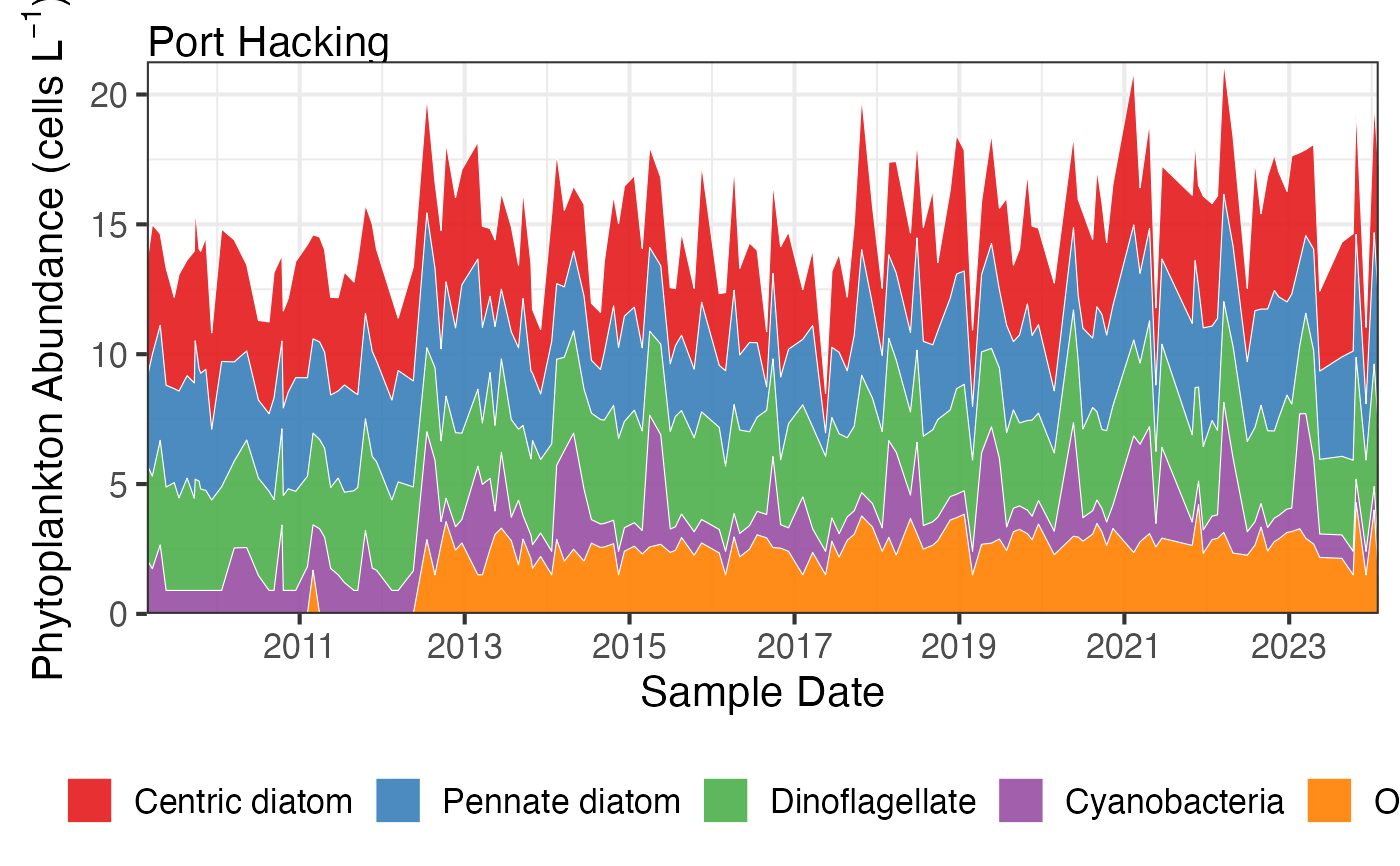 Port Hacking
Phytoplankton Abundance (cells L⁻¹)
20
15
10
5
0
2011 2013 2015 2017 2019 2021 2023
Sample Date
Centric diatom Pennate diatom Dinoflagellate Cyanobacteria O